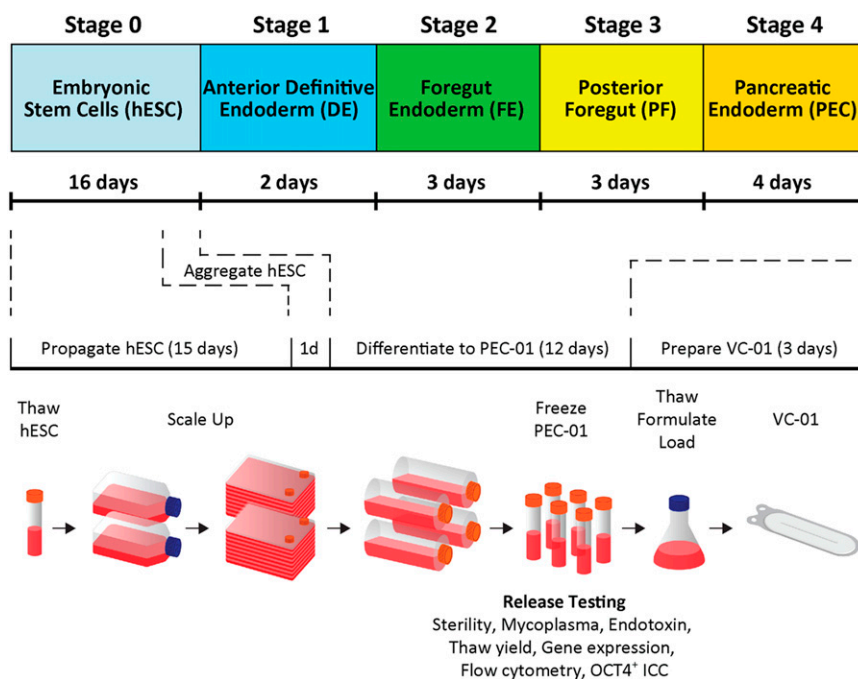 Stage 0 Stage 1 Stage 2 Stage 3 Stage 4
Embryonic Stem Cells (hESC)
Anterior Definitive Endoderm (DE)
Foregut Endoderm (FE)
Posterior Foregut (PF)
Pancreatic Endoderm (PEC)
16 days 2 days 3 days 3 days 4 days
Aggregate hESC
Propagate hESC (15 days) 1d Differentiate to PEC-01 (12 days) Prepare VC-01 (3 days)
Thaw
hESC
Scale Up
Freeze
PEC-01
Thaw
Formulate
Load
VC-01
Release Testing
Sterility, Mycoplasma, Endotoxin,
Thaw yield, Gene expression,
Flow cytometry, OCT4⁺ ICC